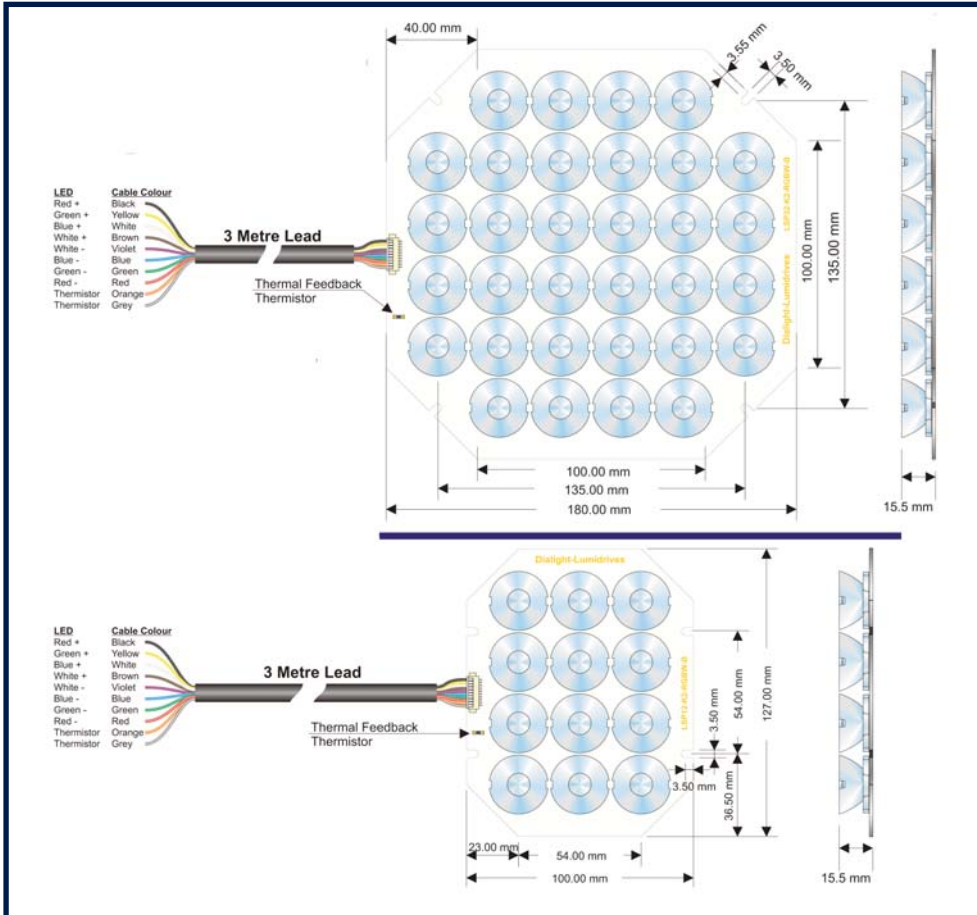 40.00 mm
3.55 mm
3.50 mm
LED Cable Colour
Red + Black
Green + Yellow
Blue + White
White + Brown
White - Violet
Blue - Blue
Green - Green
Red - Red
Thermistor Orange
Thermistor Grey
3 Metre Lead
Thermal Feedback
Thermistor
LSP32-K2-RGBW-B
Dialight-Lumidrives
100.00 mm
135.00 mm
100.00 mm
135.00 mm
180.00 mm
15.5 mm
Dialight-Lumidrives
LED Cable Colour
Red + Black
Green + Yellow
Blue + White
White + Brown
White - Violet
Blue - Blue
Green - Green
Red - Red
Thermistor Orange
Thermistor Grey
3 Metre Lead
Thermal Feedback
Thermistor
LSP12-K2-RGBW-B
3.50 mm
54.00 mm
127.00 mm
3.50 mm
36.50 mm
23.00 mm
54.00 mm
100.00 mm
15.5 mm